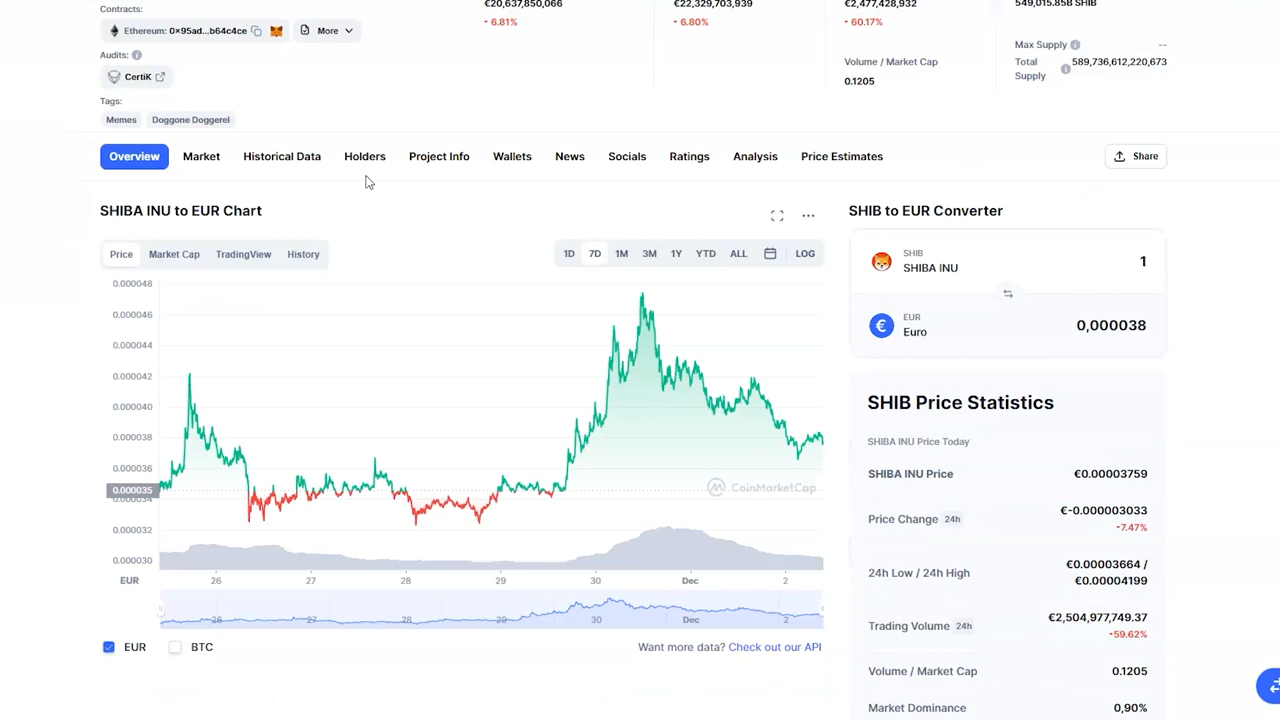 Contracts:
€20,637,850,066
€22,329,703,939
€2,477,428,932
549,015.85B SHIB
Ethereum: 0×95ad...b64c4ce
More
6.81%
6.80%
60.17%
Max Supply
--
Audits:
Volume / Market Cap
Total Supply
589,736,612,220,673
CertiK
0.1205
Tags:
Memes
Doggone Doggerel
Overview
Market
Historical Data
Holders
Project Info
Wallets
News
Socials
Ratings
Analysis
Price Estimates
Share
SHIBA INU to EUR Chart
SHIB to EUR Converter
Price
Market Cap
TradingView
History
1D
7D
1M
3M
1Y
YTD
ALL
LOG
SHIB
SHIBA INU
1
EUR
Euro
0,000038
0.000048
0.000046
0.000044
0.000042
0.000040
0.000038
0.000036
0.000035
0.000034
0.000032
0.000030
CoinMarketCap
EUR
26
27
28
29
30
Dec
2
26
27
28
29
30
Dec
2
EUR
BTC
Want more data? Check out our API
SHIB Price Statistics
SHIBA INU Price Today
SHIBA INU Price
€0.00003759
Price Change 24h
€-0.000003033
-7.47%
24h Low / 24h High
€0.00003664 /
€0.00004199
Trading Volume 24h
€2,504,977,749.37
-59.62%
Volume / Market Cap
0.1205
Market Dominance
0,90%